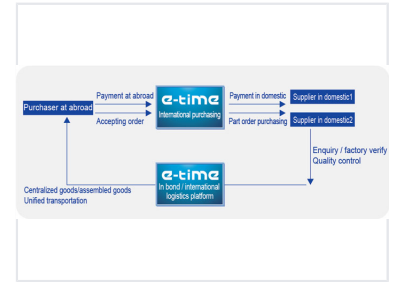 Payment at abroad
e-time
Payment in domestic
Supplier in domestic1
Purchaser at abroad
International purchasing
Accepting order
Part order purchasing
Supplier in domestic2
Enquiry / factory verify
Quality control
e-time
In bond / international
logistics platform
Centralized goods/assembled goods
Unified transportation